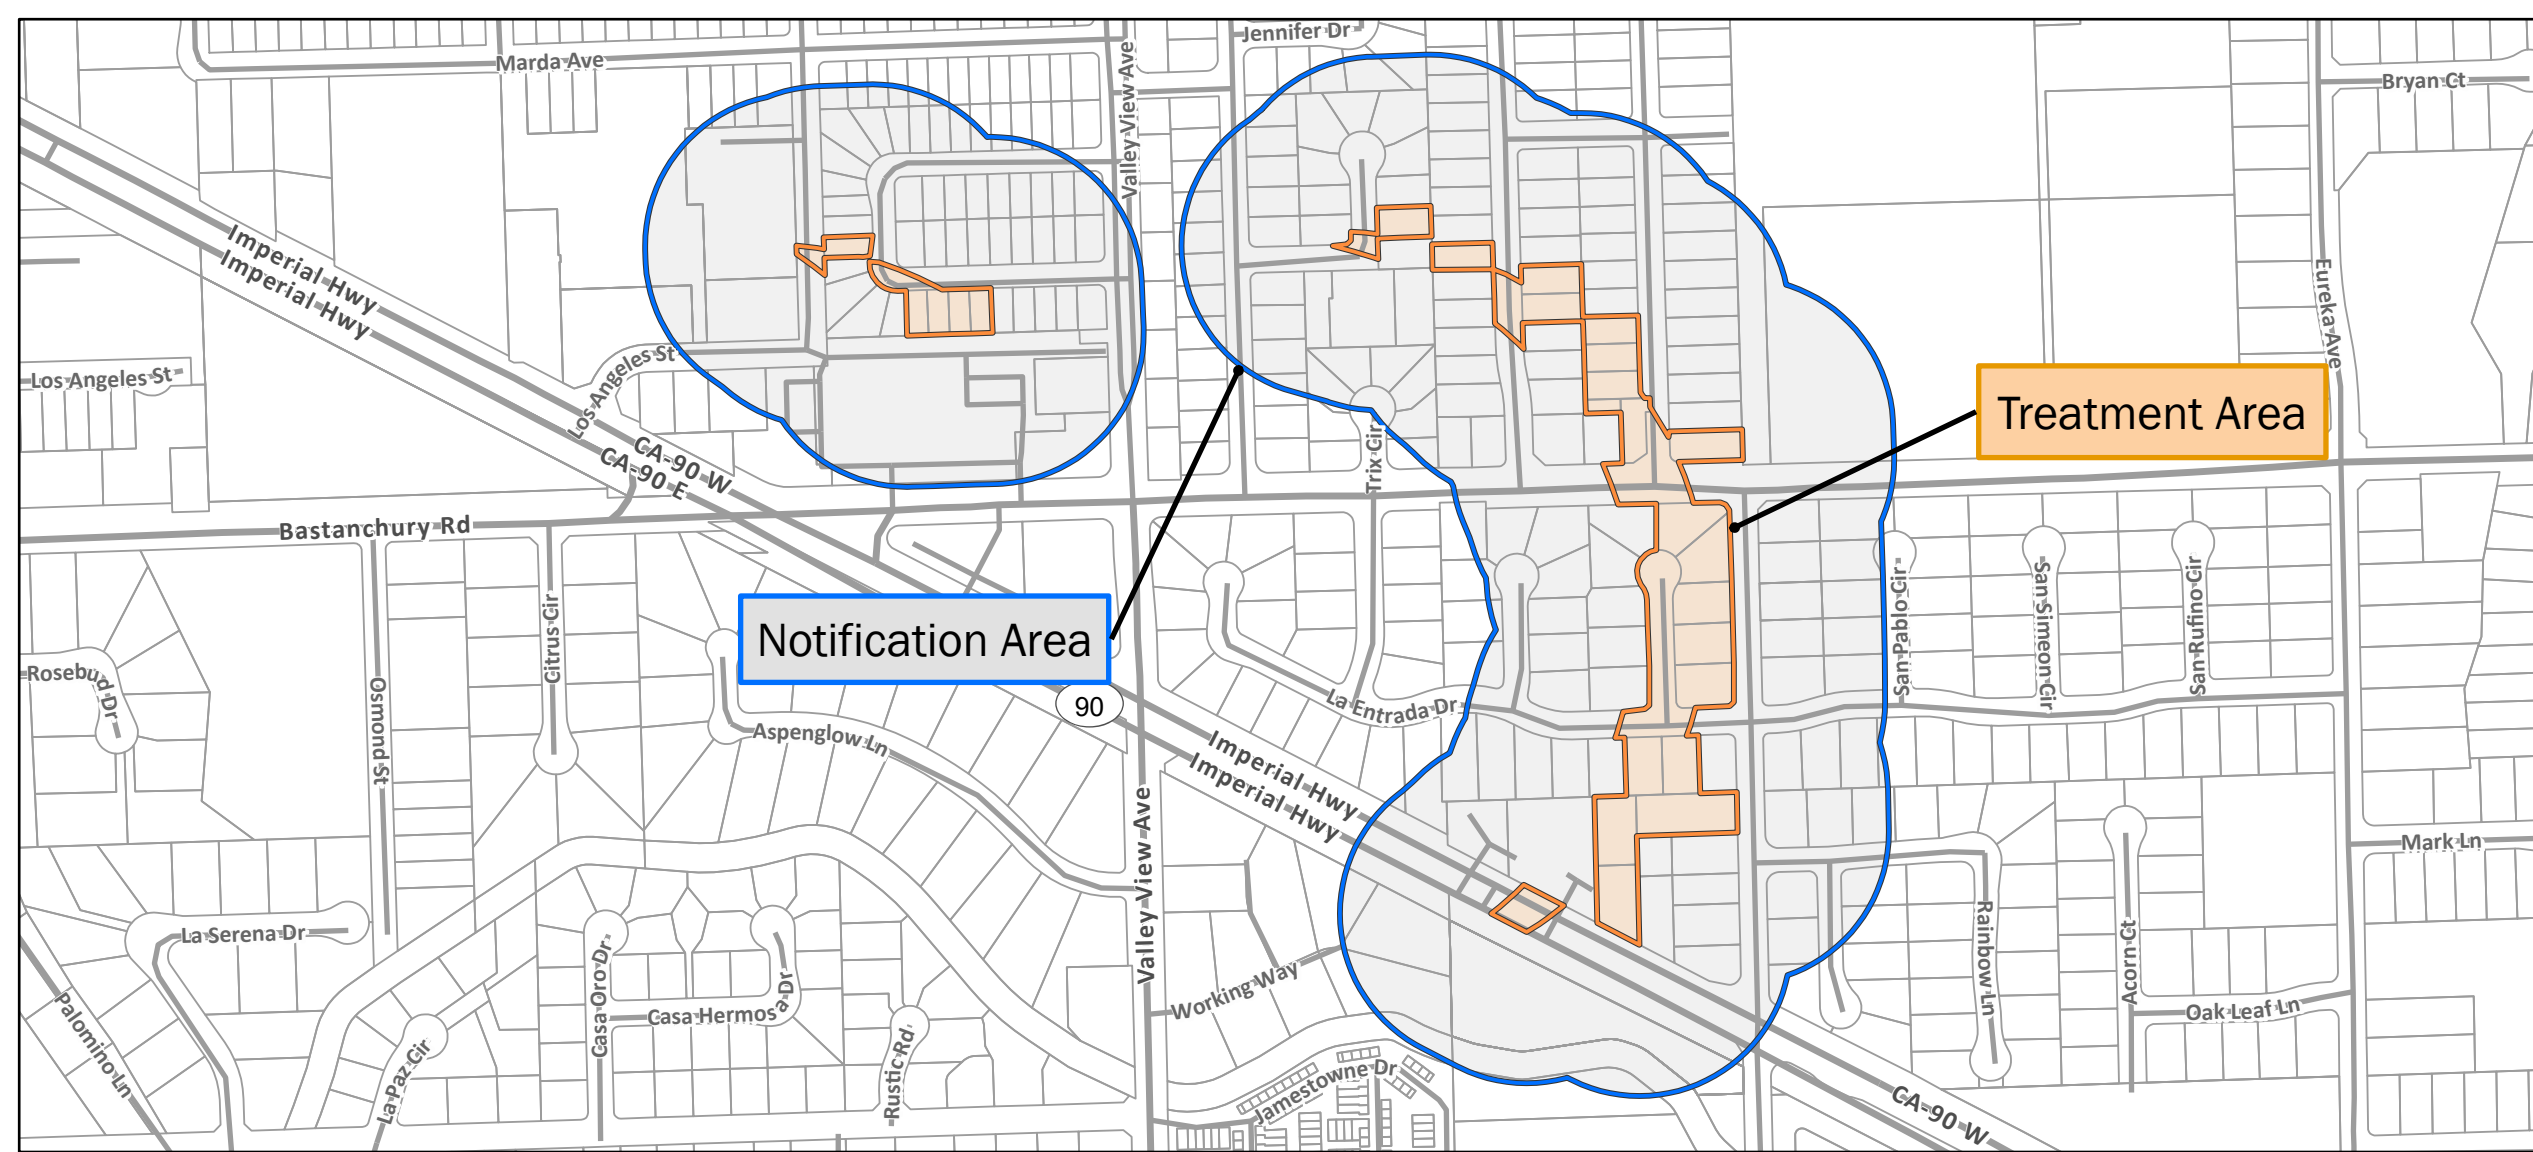 Jennifer Dr
Marda Ave
Valley View Ave
Bryan Ct
Imperial Hwy
Imperial Hwy
Eureka Ave
Los Angeles St
Los Angeles St
Treatment Area
Trix Cir
CA-90 W
CA-90 E
Bastanchury Rd
Citrus Cir
San Pablo Cir
San Simeon Cir
San Rufino Cir
Notification Area
Rosebud Dr
Osmond St
90
La Entrada Dr
Aspenglow Ln
Imperial Hwy
Imperial Hwy
Valley View Ave
Mark Ln
La Serena Dr
Casa Oro Dr
Casa Hermosa Dr
Working Way
Rainbow Ln
Acorn Ct
Oak Leaf Ln
Palomino Ln
La Paz Cir
Rustic Rd
Jamestowne Dr
CA-90 W